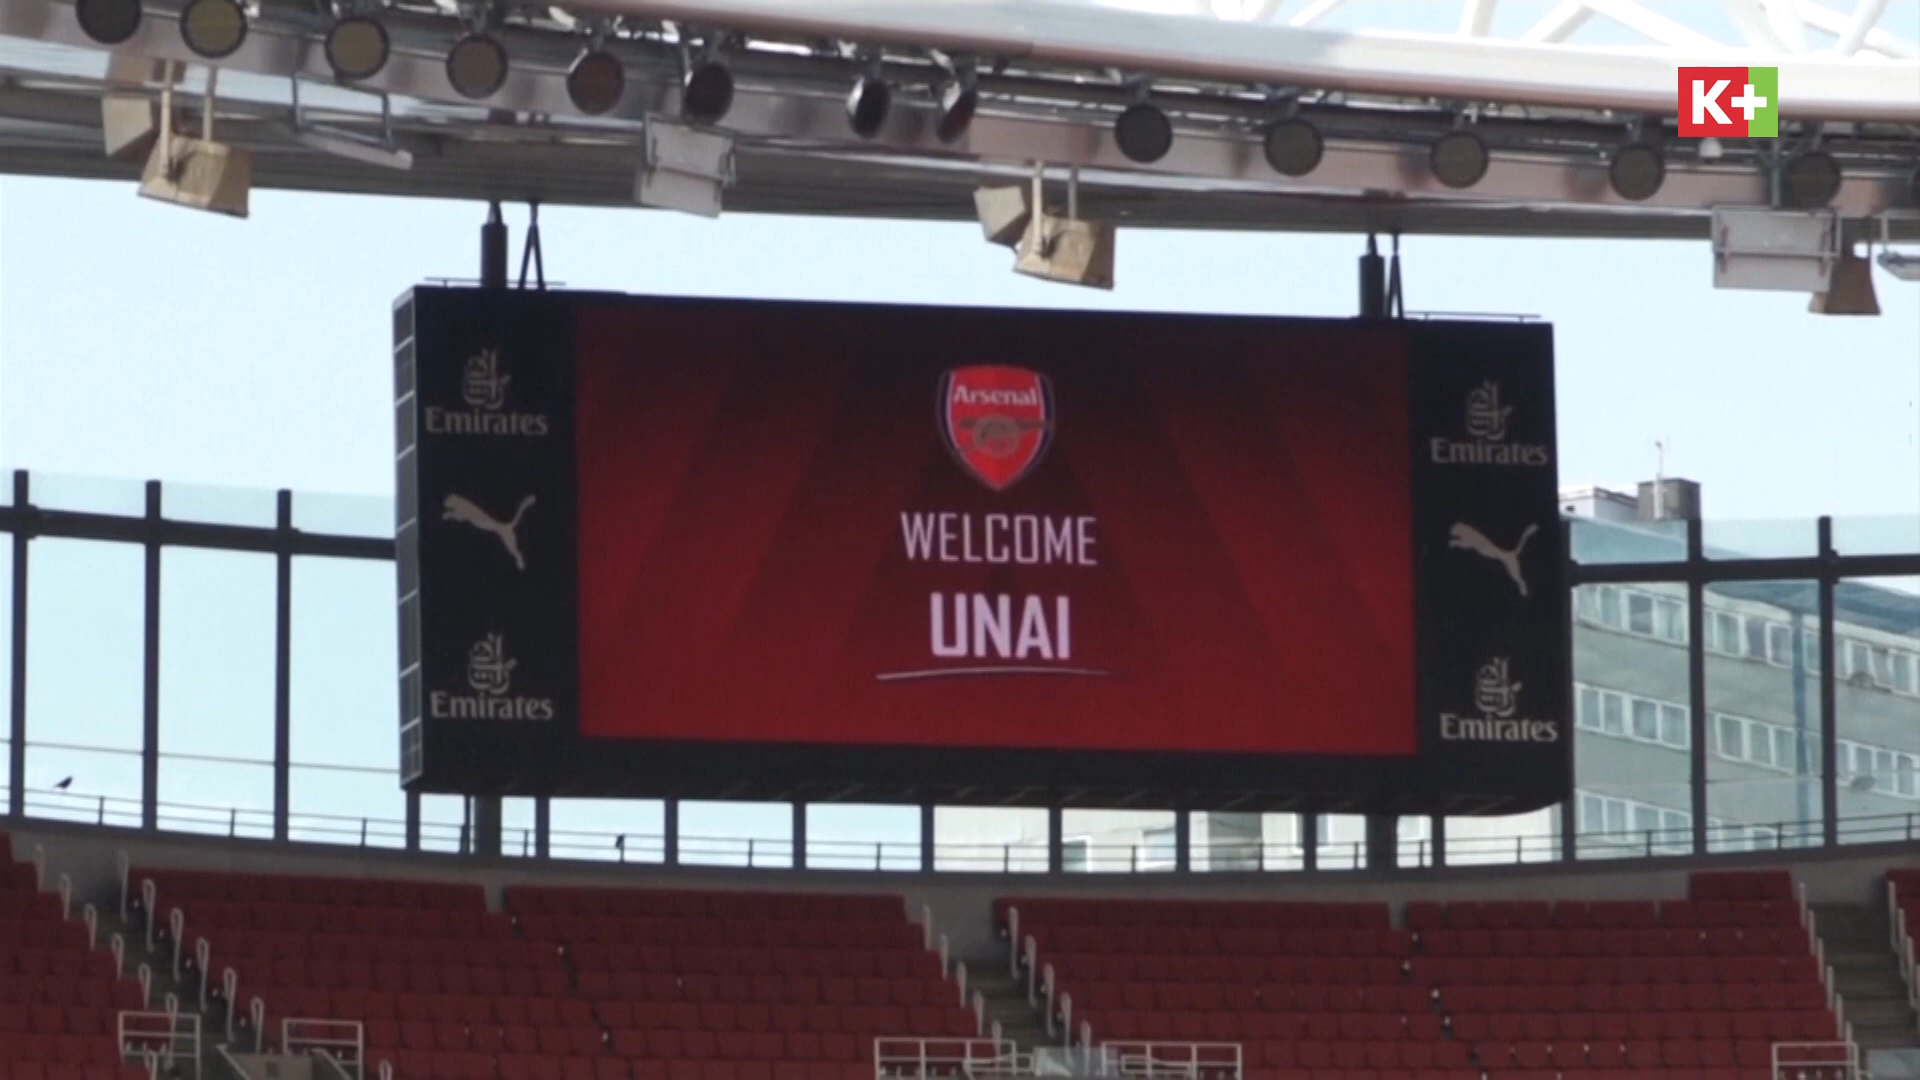 K+
Emirates
Emirates
Arsenal
WELCOME
UNAI
Emirates
Emirates